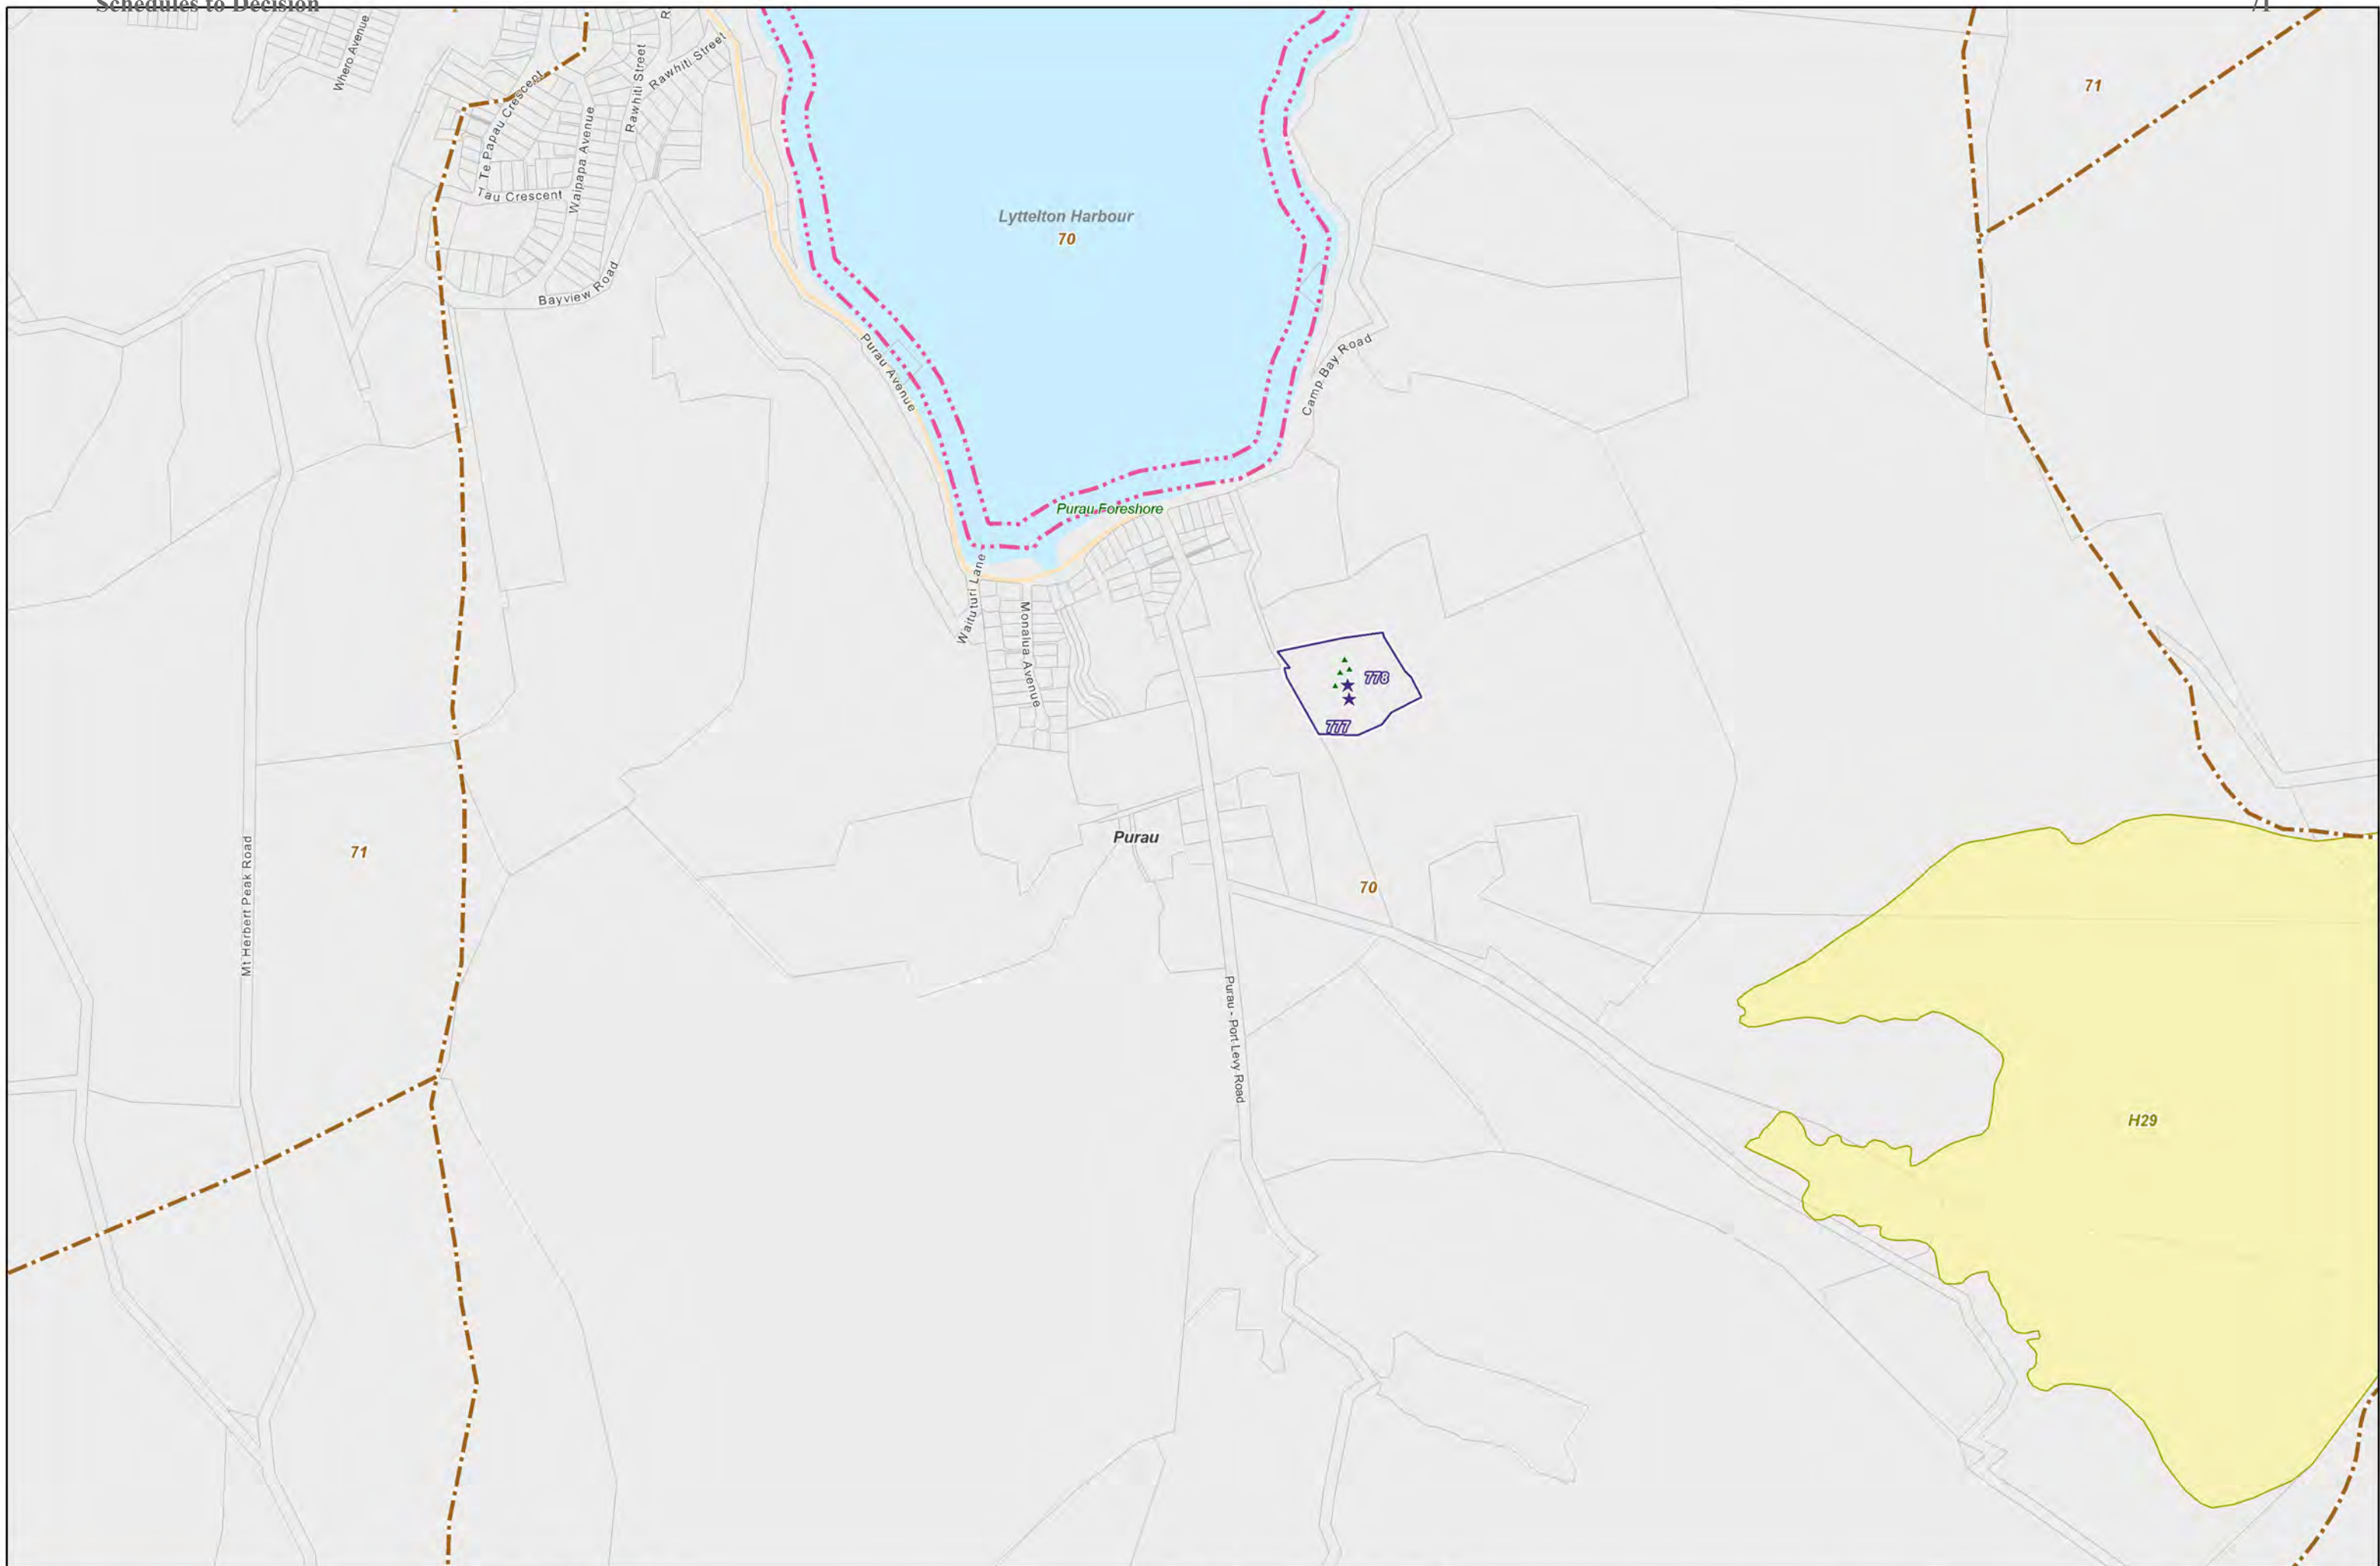 Schedules to Decision
71
Whero Avenue
Rawhiti Street
Rawhiti Street
71
Te Papau Crescent
Waipapa Avenue
Tau Crescent
Lyttelton Harbour
70
Bayview Road
Purau Avenue
Camp Bay Road
Purau Foreshore
Waituturi Lane
Monalua Avenue
778
777
Purau
71
Mt Herbert Peak Road
70
Purau - Port Levy Road
H29